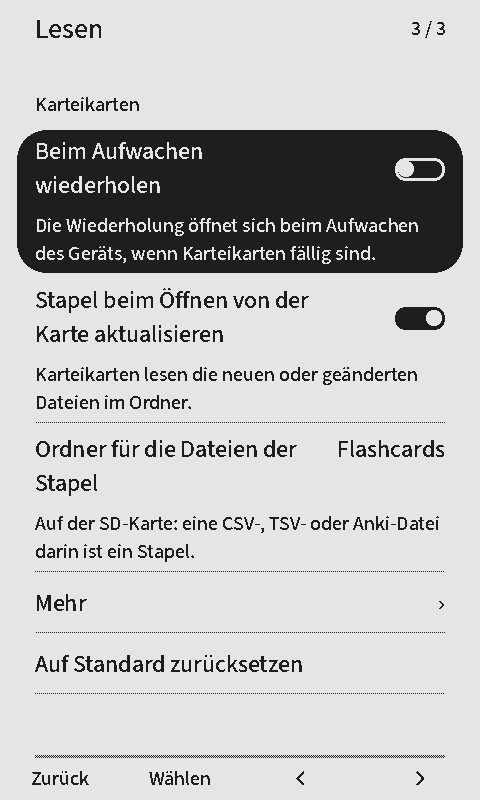 Lesen
3 / 3
Karteikarten
Beim Aufwachen
wiederholen
Die Wiederholung öffnet sich beim Aufwachen
des Geräts, wenn Karteikarten fällig sind.
Stapel beim Öffnen von der
Karte aktualisieren
Karteikarten lesen die neuen oder geänderten
Dateien im Ordner.
Ordner für die Dateien der
Stapel
Flashcards
Auf der SD-Karte: eine CSV-, TSV- oder Anki-Datei
darin ist ein Stapel.
Mehr ›
Auf Standard zurücksetzen
Zurück Wählen < >